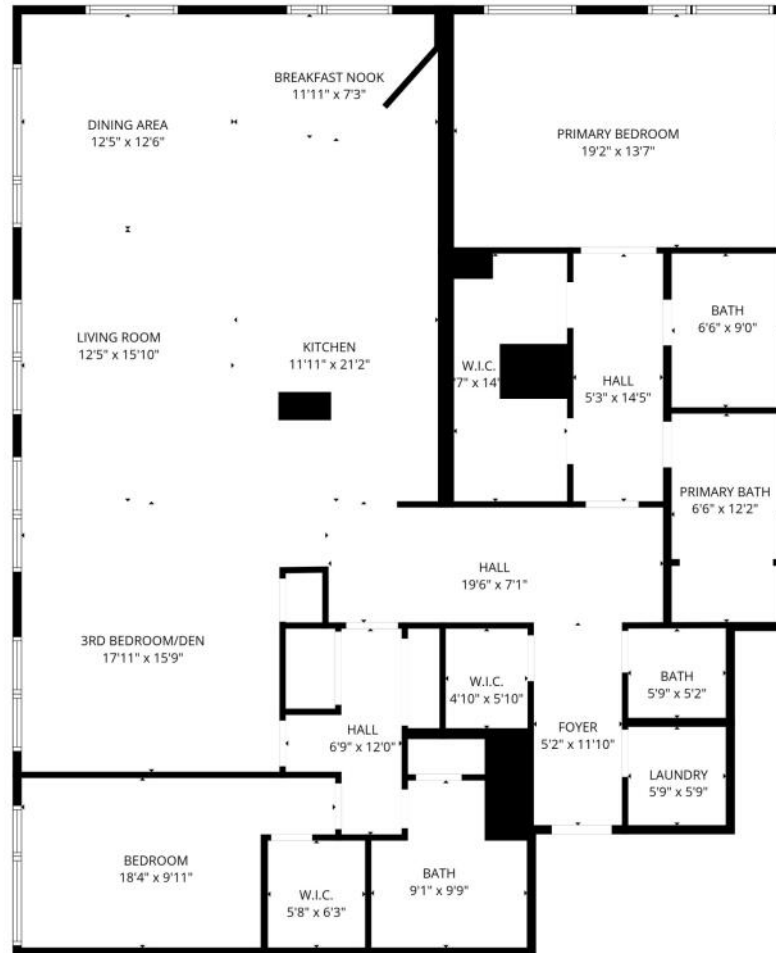 BREAKFAST NOOK
11'11" x 7'3"
DINING AREA
12'5" x 12'6"
PRIMARY BEDROOM
19'2" x 13'7"
BATH
6'6" x 9'0"
LIVING ROOM
12'5" x 15'10"
KITCHEN
11'11" x 21'2"
W.I.C.
'7" x 14'
HALL
5'3" x 14'5"
PRIMARY BATH
6'6" x 12'2"
HALL
19'6" x 7'1"
3RD BEDROOM/DEN
17'11" x 15'9"
W.I.C.
4'10" x 5'10"
BATH
5'9" x 5'2"
HALL
6'9" x 12'0"
FOYER
5'2" x 11'10"
LAUNDRY
5'9" x 5'9"
BEDROOM
18'4" x 9'11"
W.I.C.
5'8" x 6'3"
BATH
9'1" x 9'9"